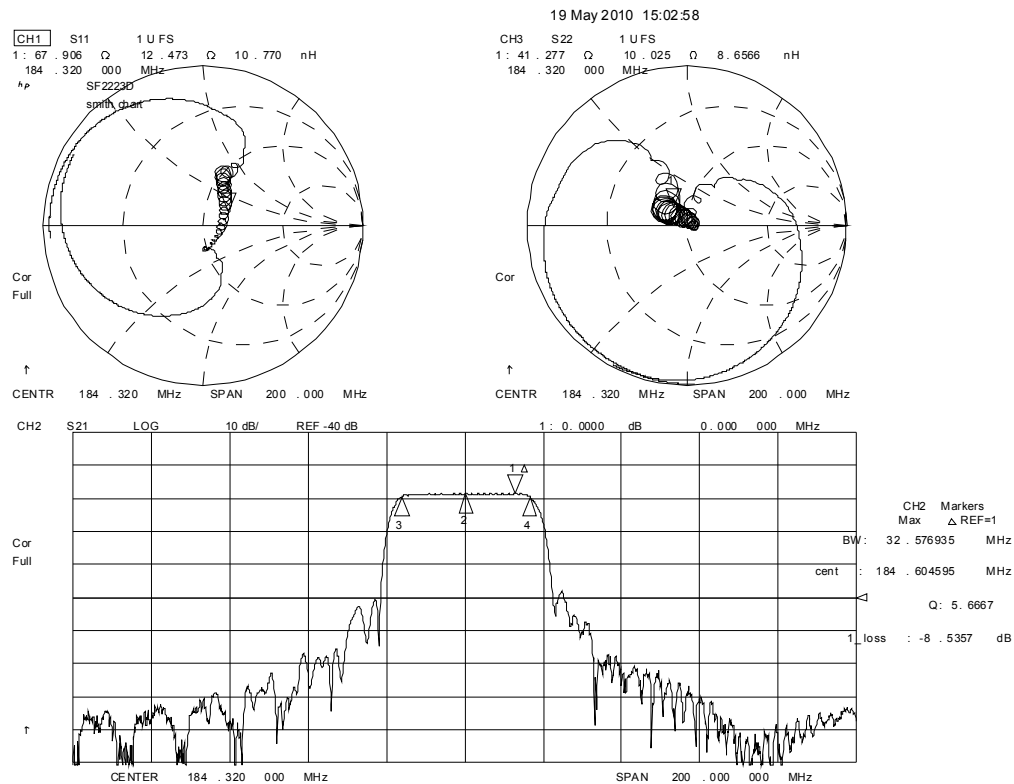 19 May 2010 15:02:58
CH1 S11 1 U FS
1 : 67 . 906 Ω 12 . 473 Ω 10 . 770 nH
184 . 320 000 MHz
hp
SF2223D
smith chart
Cor
Full
↑
CENTR 184 . 320 MHz SPAN 200 . 000 MHz
CH3 S22 1 U FS
1 : 41 . 277 Ω 10 . 025 Ω 8 . 6566 nH
184 . 320 000 MHz
Cor
↑
CENTR 184 . 320 MHz SPAN 200 . 000 MHz
CH2 S21 LOG 10 dB/ REF -40 dB 1 : 0. 0000 dB 0. 000 000 MHz
1 Δ
3 2 4
Cor
Full
↑
CH2 Markers
Max Δ REF=1
BW : 32 . 576935 MHz
cent : 184 . 604595 MHz
Q: 5. 6667
1_loss : -8 . 5357 dB
CENTER 184 . 320 000 MHz SPAN 200 . 000 000 MHz